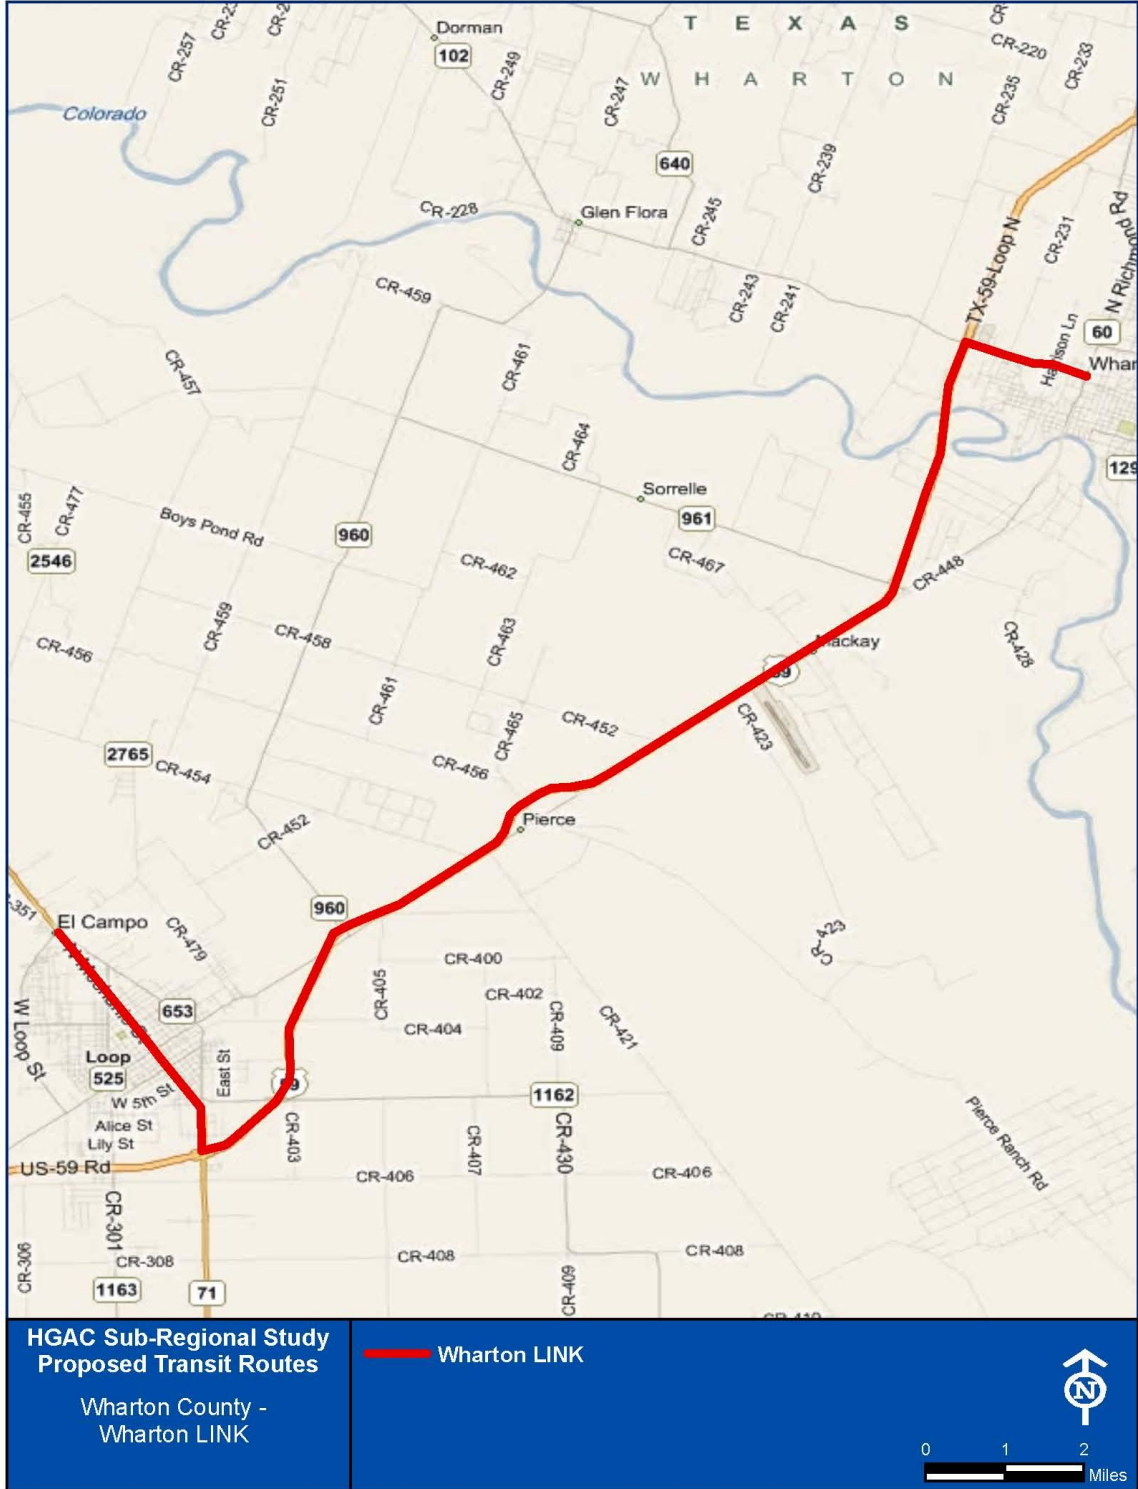 TEXAS
WHARTON
Dorman
102
CR-257
CR-251
CR-249
CR-247
CR-220
CR-233
CR-235
Colorado
640
CR-239
CR-228
Glen Flora
CR-245
CR-231
N Richmond Rd
CR-459
CR-243
CR-241
TX-59-Loop N
60
CR-457
CR-461
Harrison Ln
Whar
CR-464
129
Sorrelle
961
CR-455
CR-477
Boys Pond Rd
960
2546
CR-462
CR-467
CR-448
CR-459
CR-458
CR-463
CR-456
Mackay
59
CR-428
CR-461
CR-465
CR-452
CR-423
2765
CR-454
CR-456
Pierce
CR-452
-351
El Campo
960
CR-479
CR-423
N Mechanic St
CR-400
CR-405
CR-402
653
CR-404
CR-409
CR-421
W Loop St
Loop
525
East St
59
W 5th St
1162
Alice St
Lily St
CR-403
CR-407
CR-430
Pierce Ranch Rd
US-59 Rd
CR-406
CR-406
CR-301
CR-306
CR-308
CR-408
CR-408
CR-409
1163
71
HGAC Sub-Regional Study
Proposed Transit Routes
Wharton County -
Wharton LINK
Wharton LINK
N
0 1 2
Miles